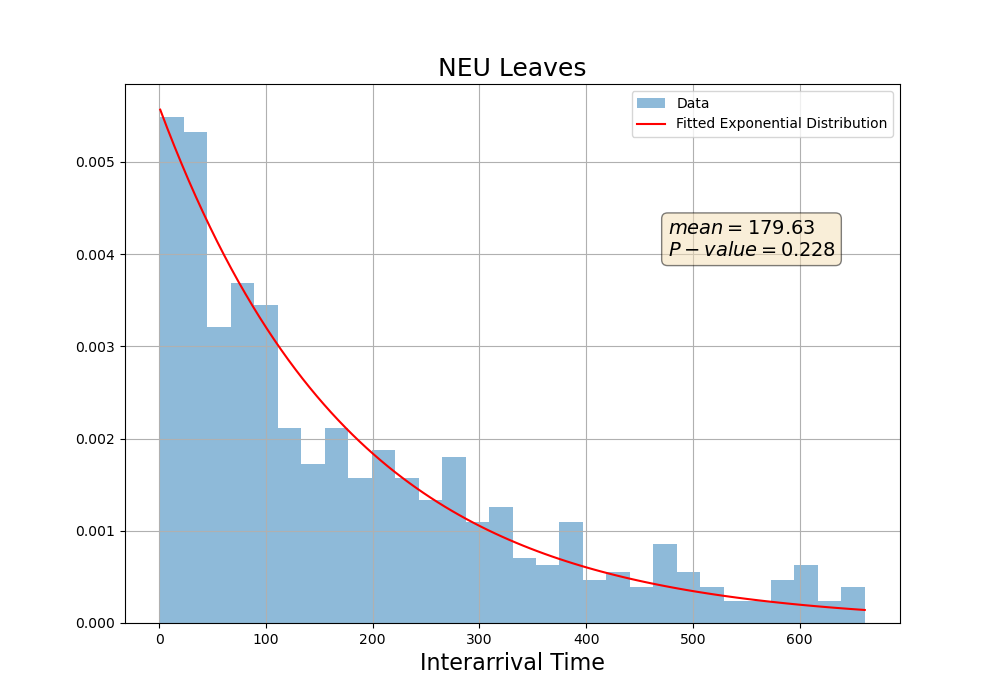 NEU Leaves
Data
Fitted Exponential Distribution
mean = 179.63
P − value = 0.228
0.005
0.004
0.003
0.002
0.001
0.000
0 100 200 300 400 500 600
Interarrival Time